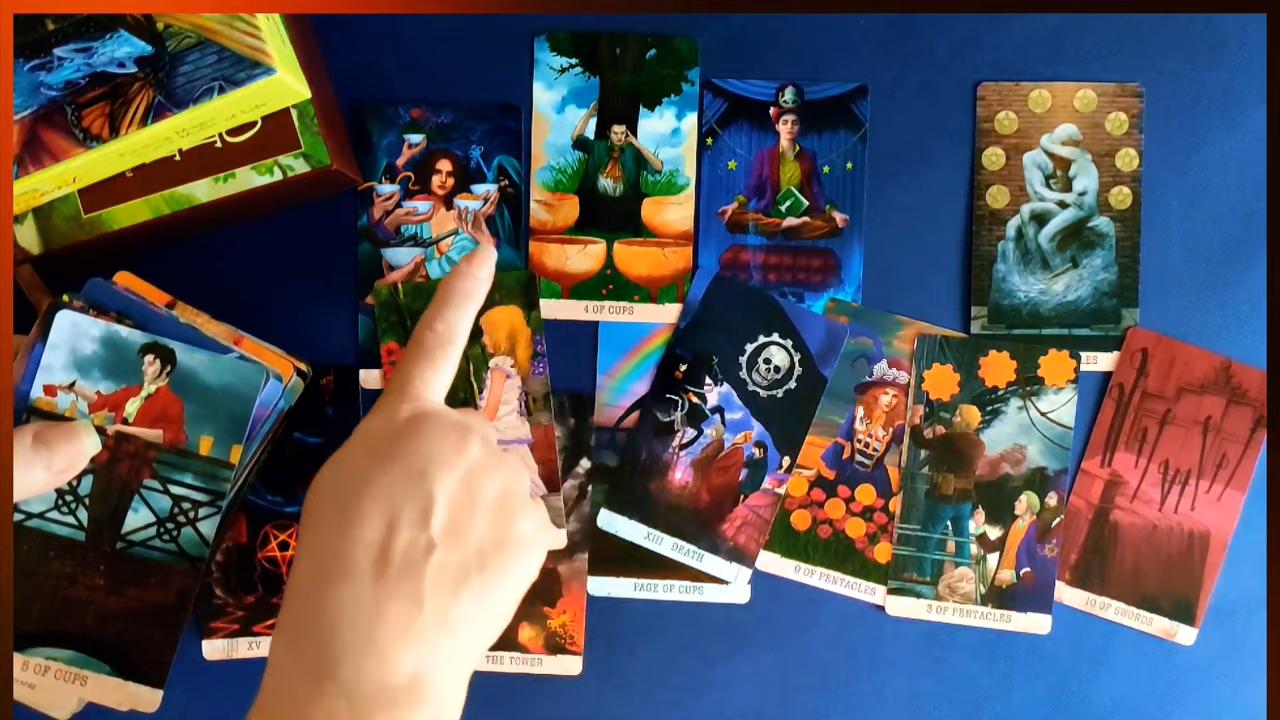 4 OF CUPS
XIII DEATH
PAGE OF CUPS
9 OF PENTACLES
3 OF PENTACLES
10 OF SWORDS
XV
THE TOWER
5 OF CUPS